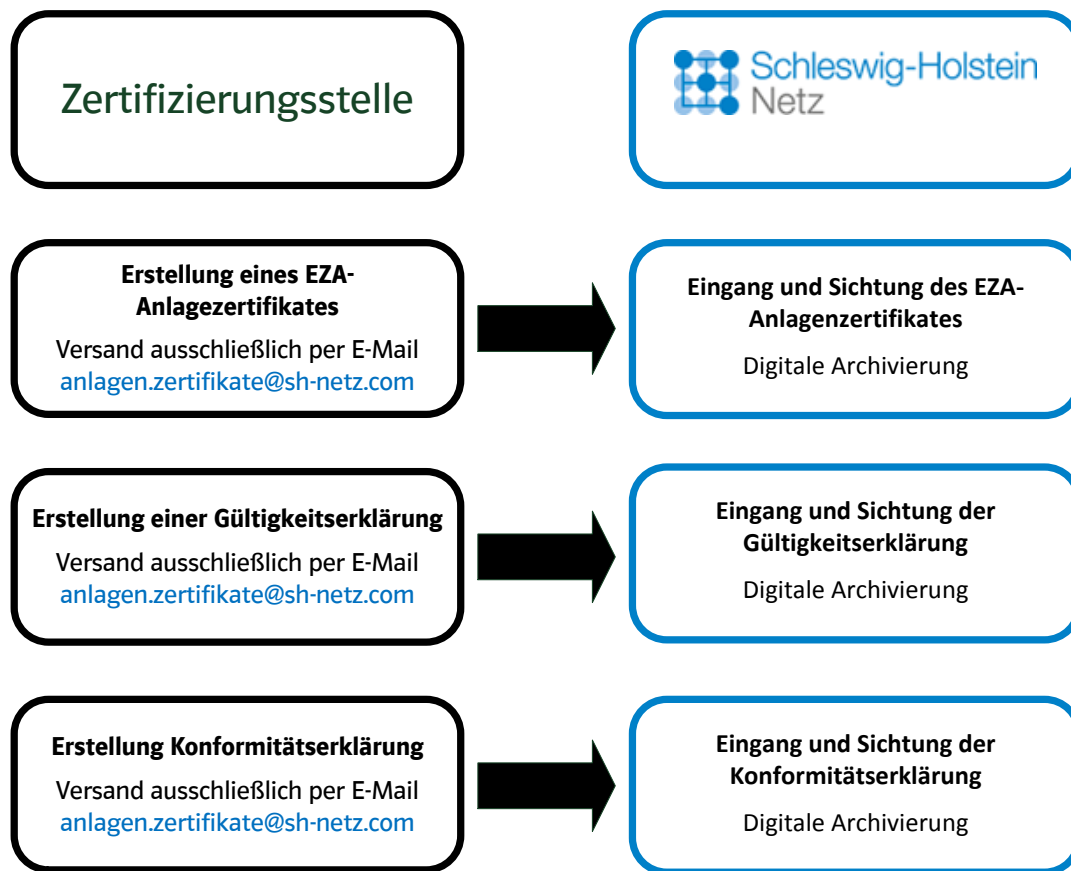 Zertifizierungsstelle
Schleswig-Holstein
Netz
Erstellung eines EZA-
Anlagezertifikates
Versand ausschließlich per E-Mail
anlagen.zertifikate@sh-netz.com
Eingang und Sichtung des EZA-
Anlagenzertifikates
Digitale Archivierung
Erstellung einer Gültigkeitserklärung
Versand ausschließlich per E-Mail
anlagen.zertifikate@sh-netz.com
Eingang und Sichtung der
Gültigkeitserklärung
Digitale Archivierung
Erstellung Konformitätserklärung
Versand ausschließlich per E-Mail
anlagen.zertifikate@sh-netz.com
Eingang und Sichtung der
Konformitätserklärung
Digitale Archivierung